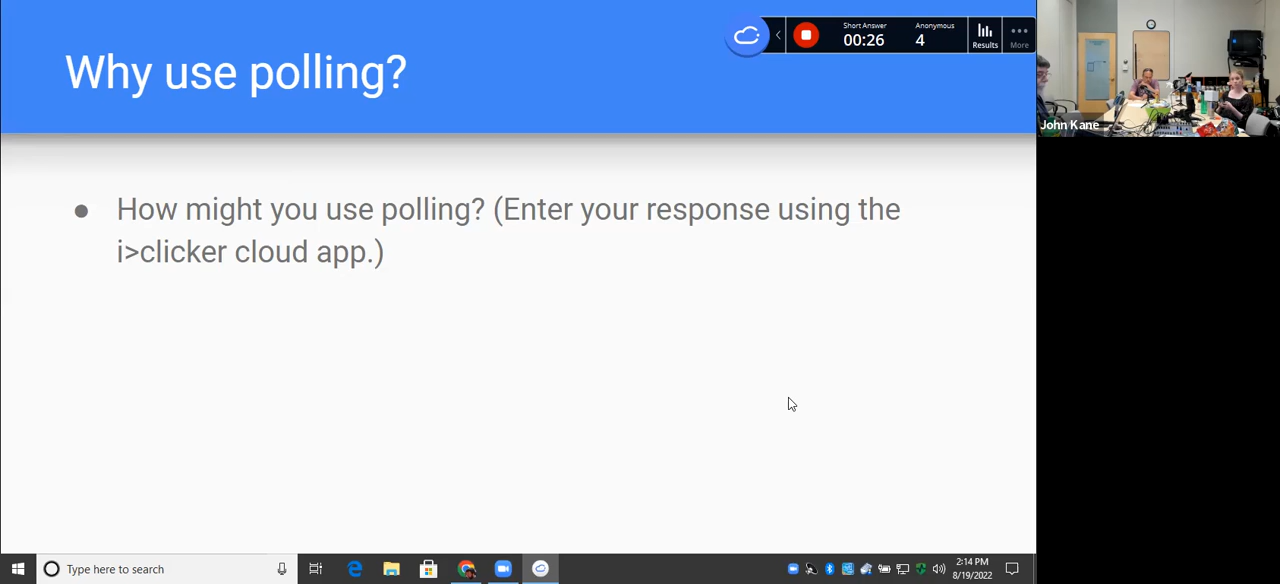 Why use polling?
Short Answer
00:26
Anonymous
4
Results
More
John Kane
● How might you use polling? (Enter your response using the
i>clicker cloud app.)
Type here to search
2:14 PM
8/19/2022